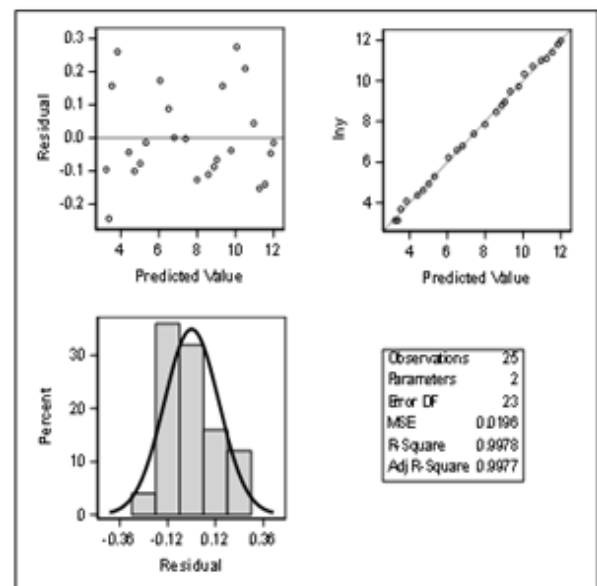 0.3
0.2
0.1
0.0
-0.1
-0.2
Residual
4 6 8 10 12
Predicted Value
12
10
8
6
4
lny
4 6 8 10 12
Predicted Value
30
20
10
0
Percent
-0.36 -0.12 0.12 0.36
Residual
Observations 25
Parameters 2
Error DF 23
MSE 0.0196
R-Square 0.9978
Adj R-Square 0.9977